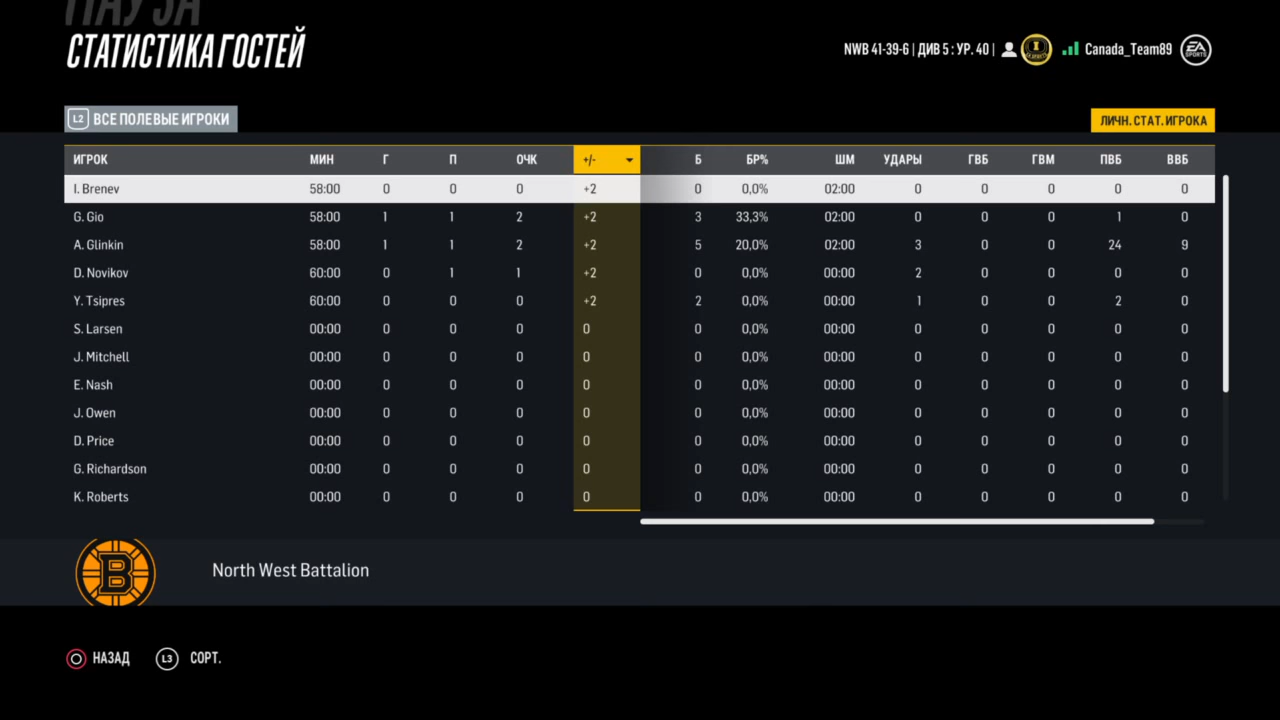 ПАУЗА
СТАТИСТИКА ГОСТЕЙ
NWB 41-39-6 | ДИВ 5 : УР. 40 | Canada_Team89
EA SPORTS
L2 ВСЕ ПОЛЕВЫЕ ИГРОКИ
ЛИЧН. СТАТ. ИГРОКА
ИГРОК МИН Г П ОЧК +/- Б БР% ШМ УДАРЫ ГВБ ГВМ ПВБ ВВБ
I. Brenev 58:00 0 0 0 +2 0 0,0% 02:00 0 0 0 0 0
G. Gio 58:00 1 1 2 +2 3 33,3% 02:00 0 0 0 1 0
A. Glinkin 58:00 1 1 2 +2 5 20,0% 02:00 3 0 0 24 9
D. Novikov 60:00 0 1 1 +2 0 0,0% 00:00 2 0 0 0 0
Y. Tsipres 60:00 0 0 0 +2 2 0,0% 00:00 1 0 0 2 0
S. Larsen 00:00 0 0 0 0 0 0,0% 00:00 0 0 0 0 0
J. Mitchell 00:00 0 0 0 0 0 0,0% 00:00 0 0 0 0 0
E. Nash 00:00 0 0 0 0 0 0,0% 00:00 0 0 0 0 0
J. Owen 00:00 0 0 0 0 0 0,0% 00:00 0 0 0 0 0
D. Price 00:00 0 0 0 0 0 0,0% 00:00 0 0 0 0 0
G. Richardson 00:00 0 0 0 0 0 0,0% 00:00 0 0 0 0 0
K. Roberts 00:00 0 0 0 0 0 0,0% 00:00 0 0 0 0 0
B
North West Battalion
НАЗАД L3 СОРТ.